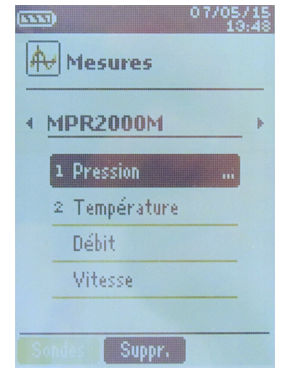 07/05/15
13:48
Mesures
MPR2000M
1 Pression ...
2 Température
Débit
Vitesse
Sondes Suppr.